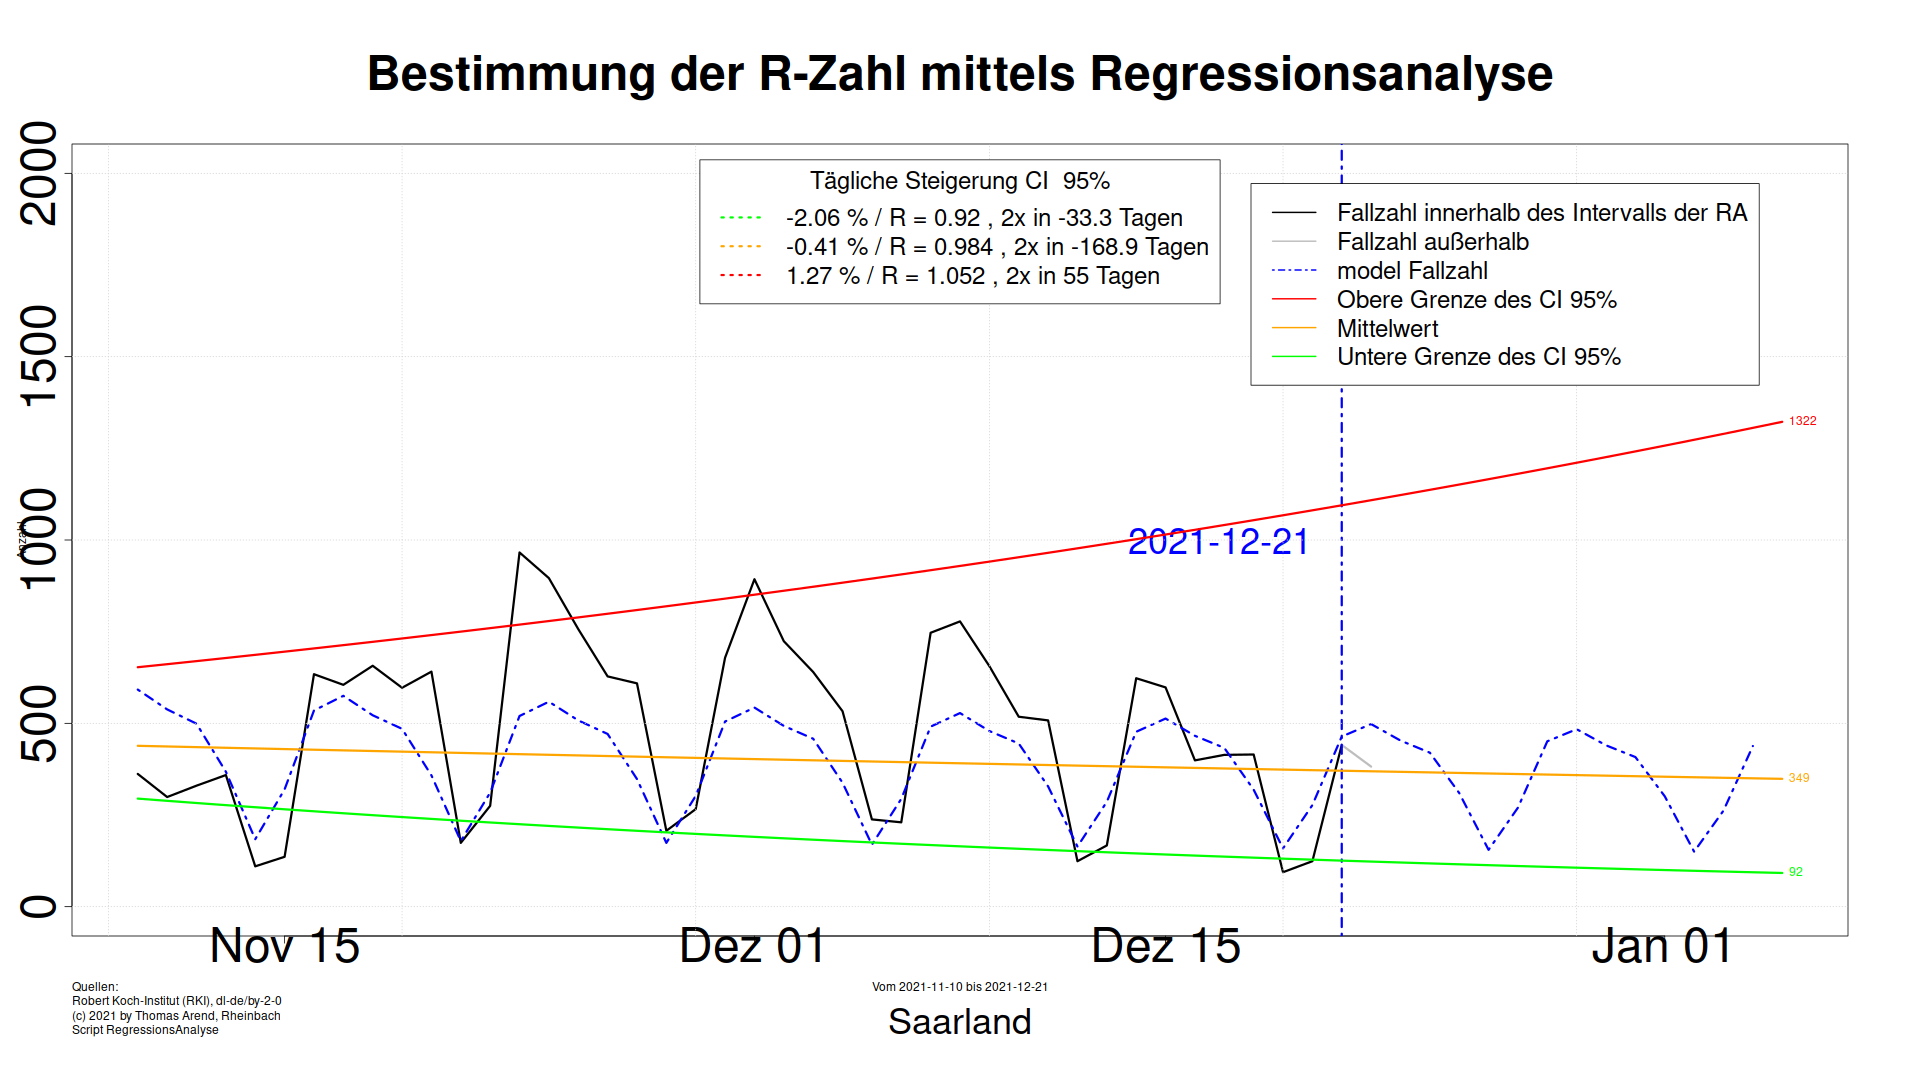 Bestimmung der R-Zahl mittels Regressionsanalyse
2000
1500
1000
500
0
Anzahl
Tägliche Steigerung CI  95%
-2.06 % / R = 0.92 , 2x in -33.3 Tagen
-0.41 % / R = 0.984 , 2x in -168.9 Tagen
1.27 % / R = 1.052 , 2x in 55 Tagen
Fallzahl innerhalb des Intervalls der RA
Fallzahl außerhalb
model Fallzahl
Obere Grenze des CI 95%
Mittelwert
Untere Grenze des CI 95%
1322
2021-12-21
349
92
Nov 15
Dez 01
Dez 15
Jan 01
Quellen:
Robert Koch-Institut (RKI), dl-de/by-2-0
(c) 2021 by Thomas Arend, Rheinbach
Script RegressionsAnalyse
Vom 2021-11-10 bis 2021-12-21
Saarland